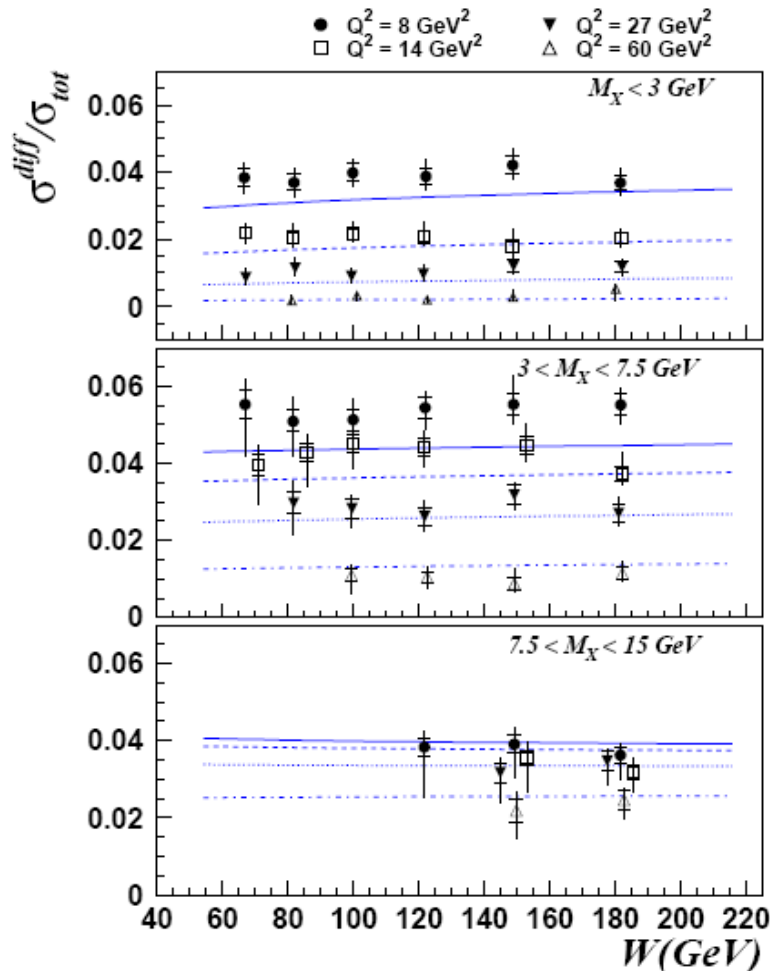 Q² = 8 GeV² Q² = 27 GeV²
Q² = 14 GeV² Q² = 60 GeV²
σ^diff/σ_tot
M_X < 3 GeV
0.06
0.04
0.02
0
3 < M_X < 7.5 GeV
0.06
0.04
0.02
0
7.5 < M_X < 15 GeV
0.06
0.04
0.02
0
40 60 80 100 120 140 160 180 200 220
W(GeV)